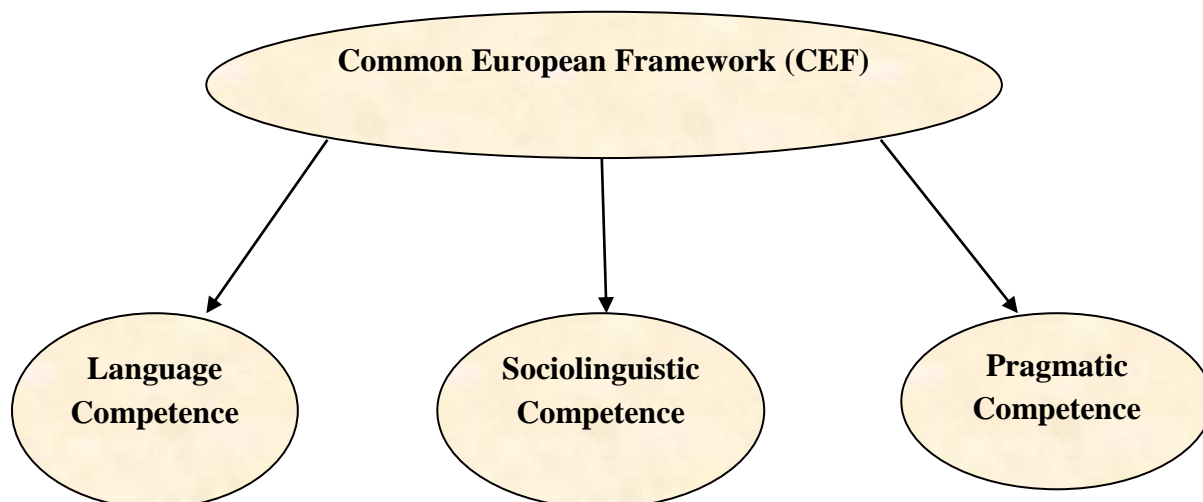 Common European Framework (CEF)
Language
Competence
Sociolinguistic
Competence
Pragmatic
Competence